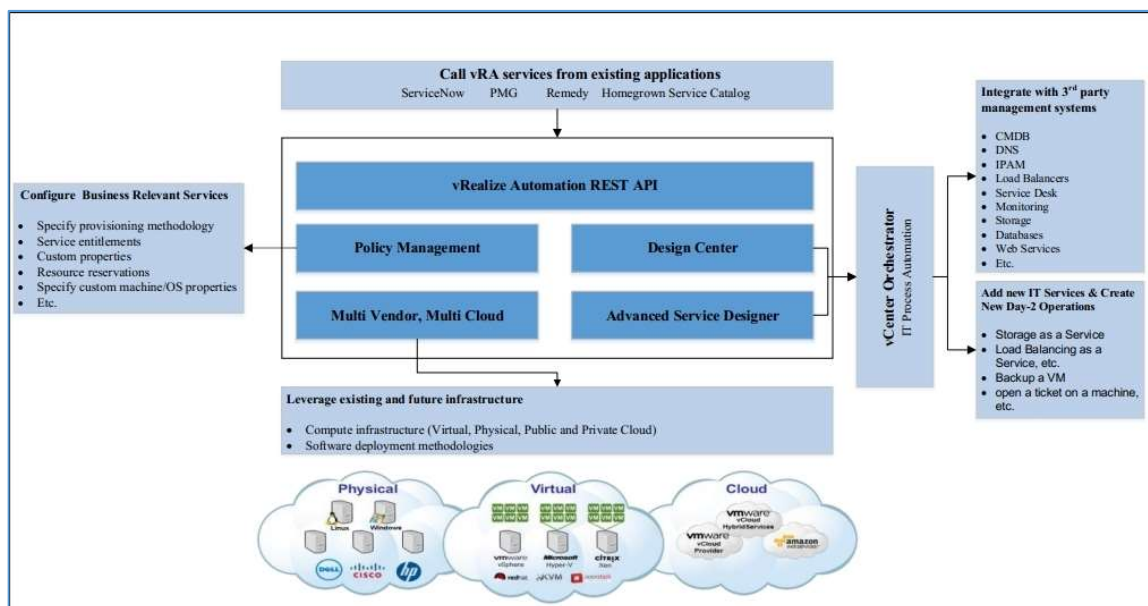 Call vRA services from existing applications
ServiceNow PMG Remedy Homegrown Service Catalog
vRealize Automation REST API
Policy Management
Design Center
Multi Vendor, Multi Cloud
Advanced Service Designer
Configure Business Relevant Services
• Specify provisioning methodology
• Service entitlements
• Custom properties
• Resource reservations
• Specify custom machine/OS properties
• Etc.
vCenter Orchestrator
IT Process Automation
Integrate with 3rd party
management systems
• CMDB
• DNS
• IPAM
• Load Balancers
• Service Desk
• Monitoring
• Storage
• Databases
• Web Services
• Etc.
Add new IT Services & Create
New Day-2 Operations
• Storage as a Service
• Load Balancing as a
Service, etc.
• Backup a VM
• open a ticket on a machine,
etc.
Leverage existing and future infrastructure
• Compute infrastructure (Virtual, Physical, Public and Private Cloud)
• Software deployment methodologies
Physical
Linux
Windows
DELL
CISCO
hp
Virtual
vmware
vSphere
Microsoft
Hyper-V
citrix
Xen
redhat
KVM
Cloud
vmware
vCloud
HybridServices
vmware
vCloud
Provider
amazon